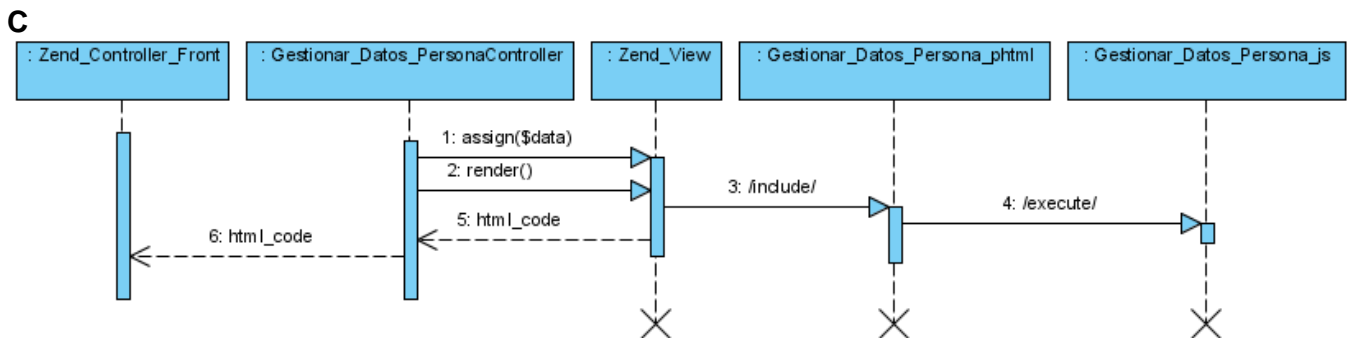 C
: Zend_Controller_Front
: Gestionar_Datos_PersonaController
: Zend_View
: Gestionar_Datos_Persona_phtml
: Gestionar_Datos_Persona_js
1: assign($data)
2: render()
3: /include/
4: /execute/
5: html_code
6: html_code